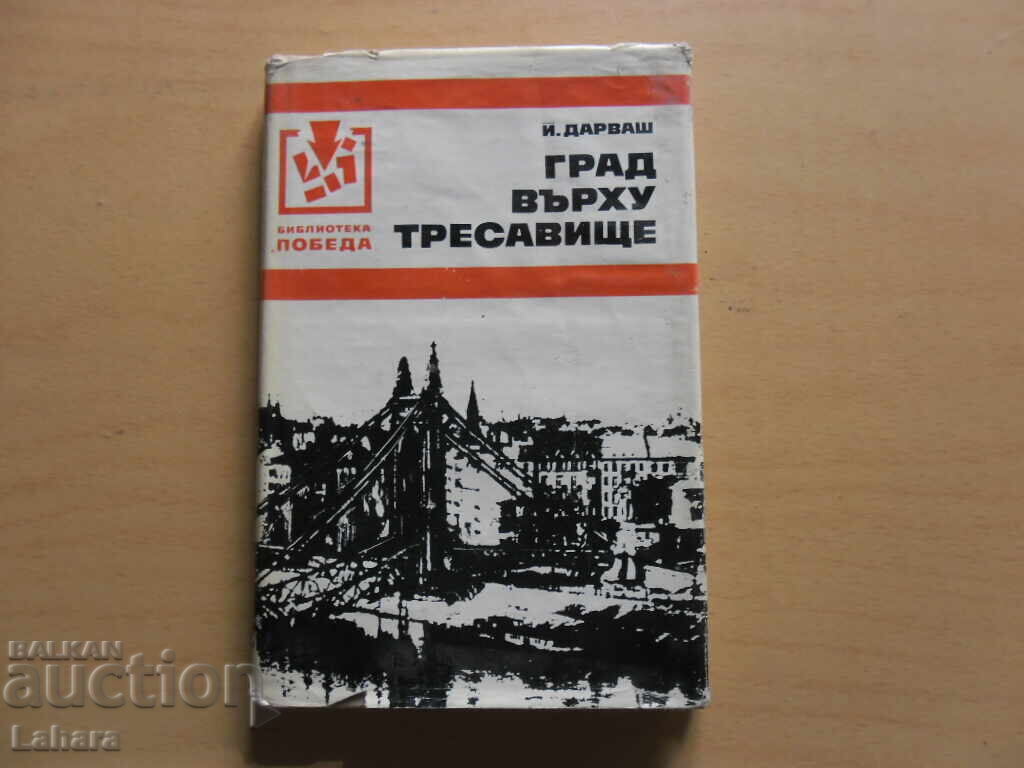 Й. ДАРВАШ
ГРАД
ВЪРХУ
ТРЕСАВИЩЕ
БИБЛИОТЕКА
ПОБЕДА
BALKAN
auction
Lahara